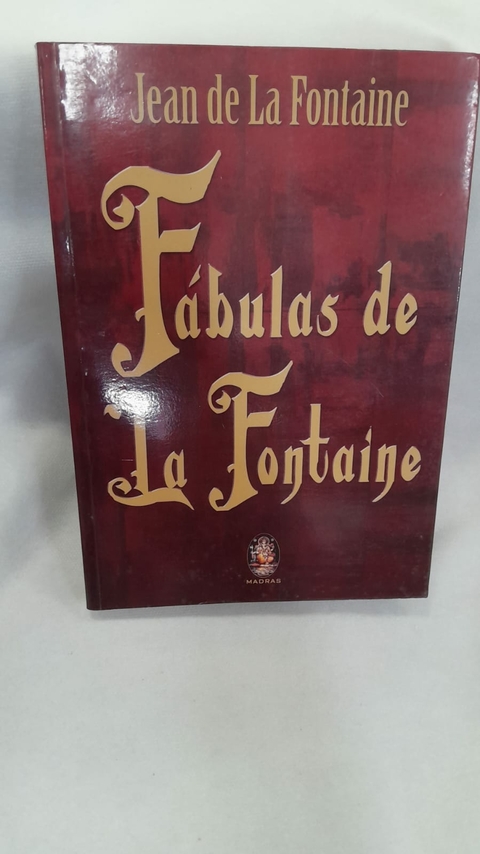 Jean de La Fontaine
Fábulas de
La Fontaine
MADRAS